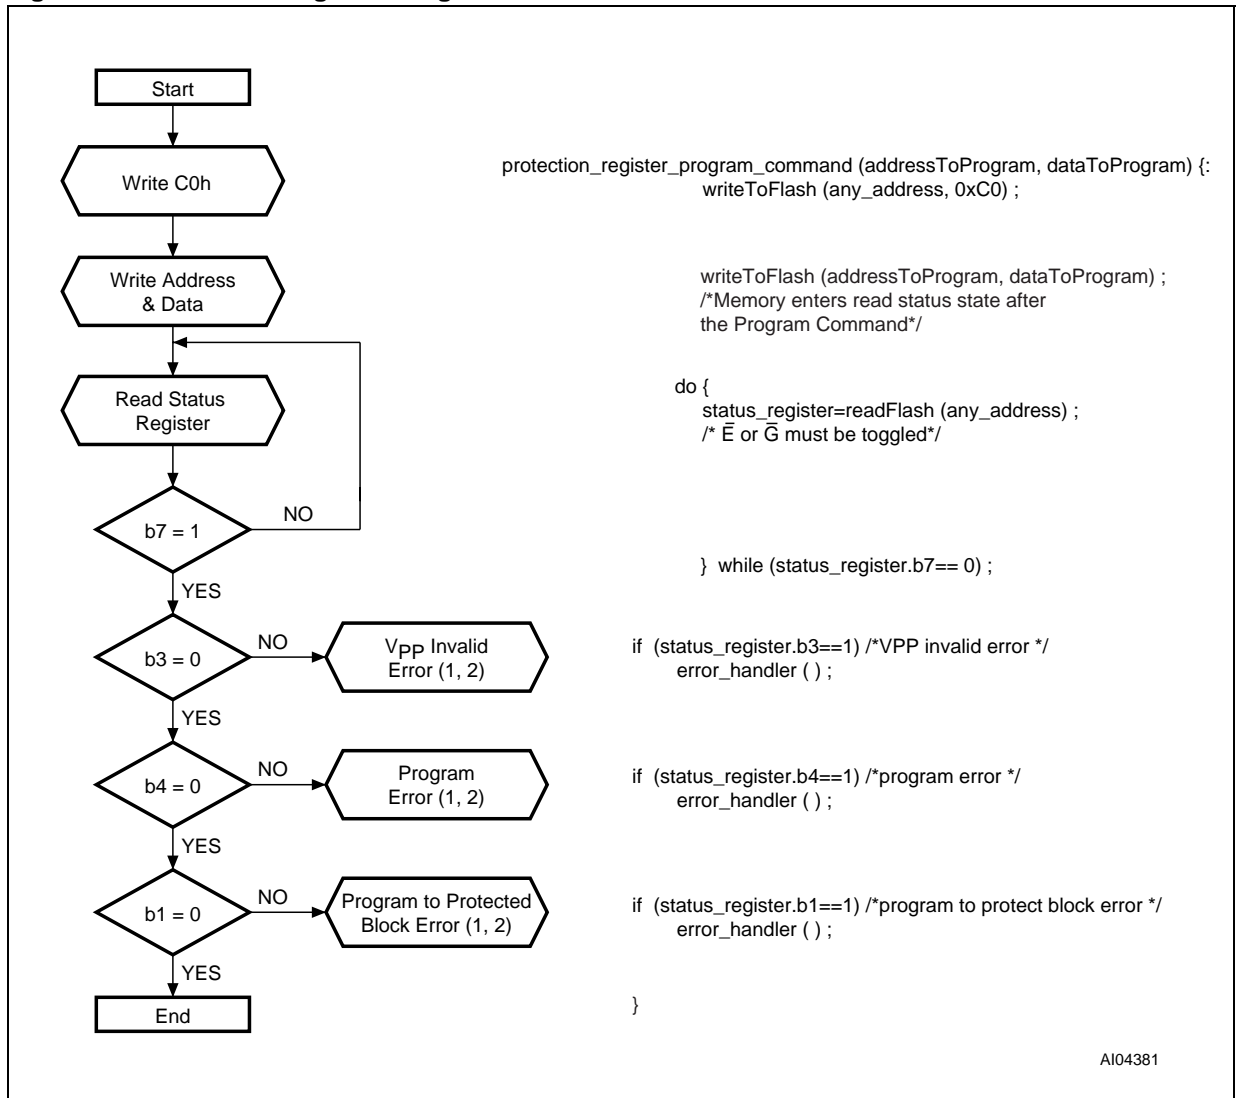 Start
Write C0h
protection_register_program_command (addressToProgram, dataToProgram) {:
writeToFlash (any_address, 0xC0) ;
Write Address
& Data
writeToFlash (addressToProgram, dataToProgram) ;
/*Memory enters read status state after
the Program Command*/
Read Status
Register
do {
status_register=readFlash (any_address) ;
/* E̅ or G̅ must be toggled*/
b7 = 1
NO
} while (status_register.b7== 0) ;
YES
b3 = 0
NO
VPP Invalid
Error (1, 2)
if (status_register.b3==1) /*VPP invalid error */
error_handler ( ) ;
YES
b4 = 0
NO
Program
Error (1, 2)
if (status_register.b4==1) /*program error */
error_handler ( ) ;
YES
b1 = 0
NO
Program to Protected
Block Error (1, 2)
if (status_register.b1==1) /*program to protect block error */
error_handler ( ) ;
YES
End
}
AI04381